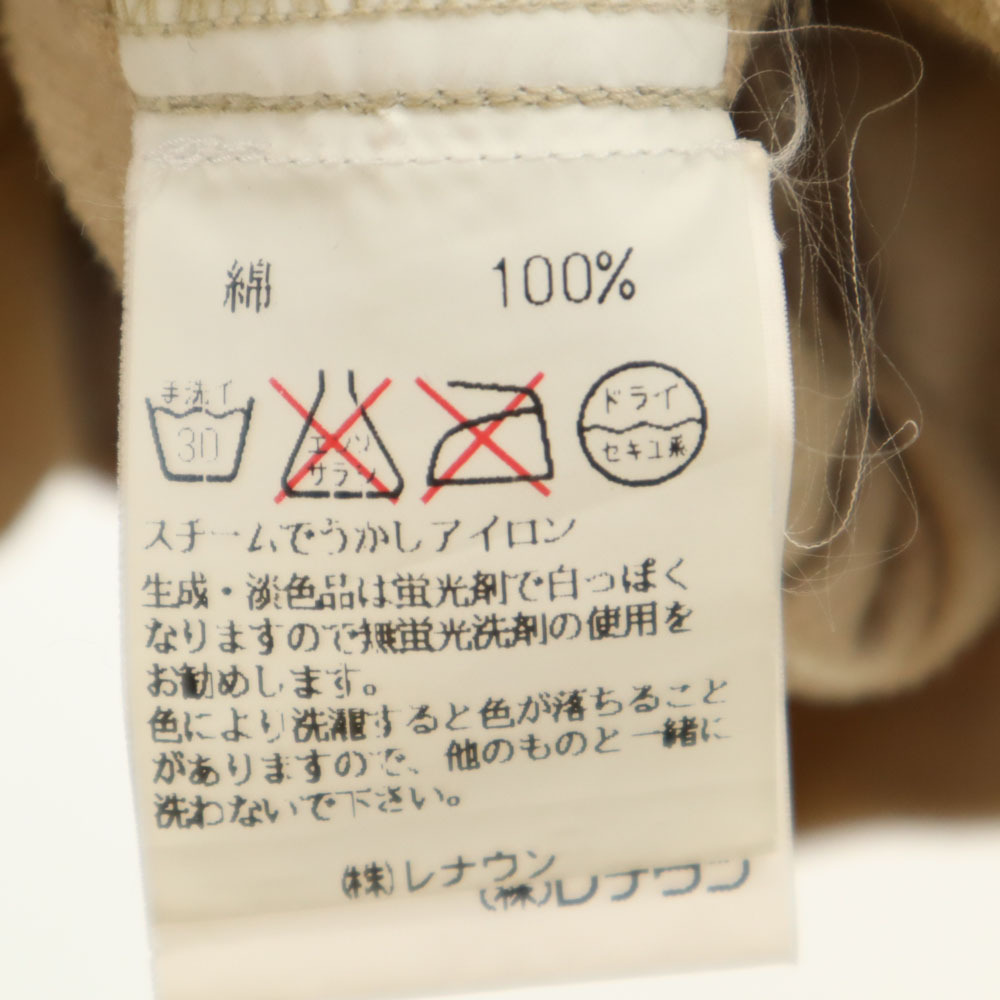 綿 100%
手洗イ
30
エンソ
サラシ
ドライ
セキユ系
スチームでうかしアイロン
生成・淡色品は蛍光剤で白っぽく
なりますので無蛍光洗剤の使用を
お勧めします。
色により洗濯すると色が落ちること
がありますので、他のものと一緒に
洗わないで下さい。
(株)レナウン
(株)レナウン